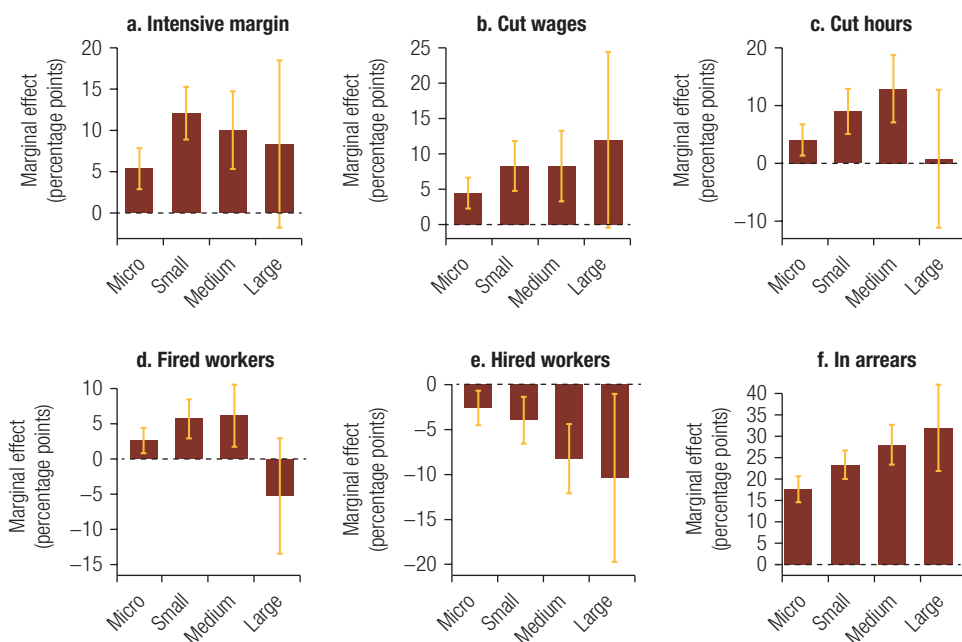 a. Intensive margin
Marginal effect
(percentage points)
20
15
10
5
0
Micro
Small
Medium
Large
b. Cut wages
Marginal effect
(percentage points)
25
20
15
10
5
0
Micro
Small
Medium
Large
c. Cut hours
Marginal effect
(percentage points)
20
10
0
−10
Micro
Small
Medium
Large
d. Fired workers
Marginal effect
(percentage points)
10
5
0
−5
−10
−15
Micro
Small
Medium
Large
e. Hired workers
Marginal effect
(percentage points)
0
−5
−10
−15
−20
Micro
Small
Medium
Large
f. In arrears
Marginal effect
(percentage points)
40
35
30
25
20
15
10
5
0
Micro
Small
Medium
Large